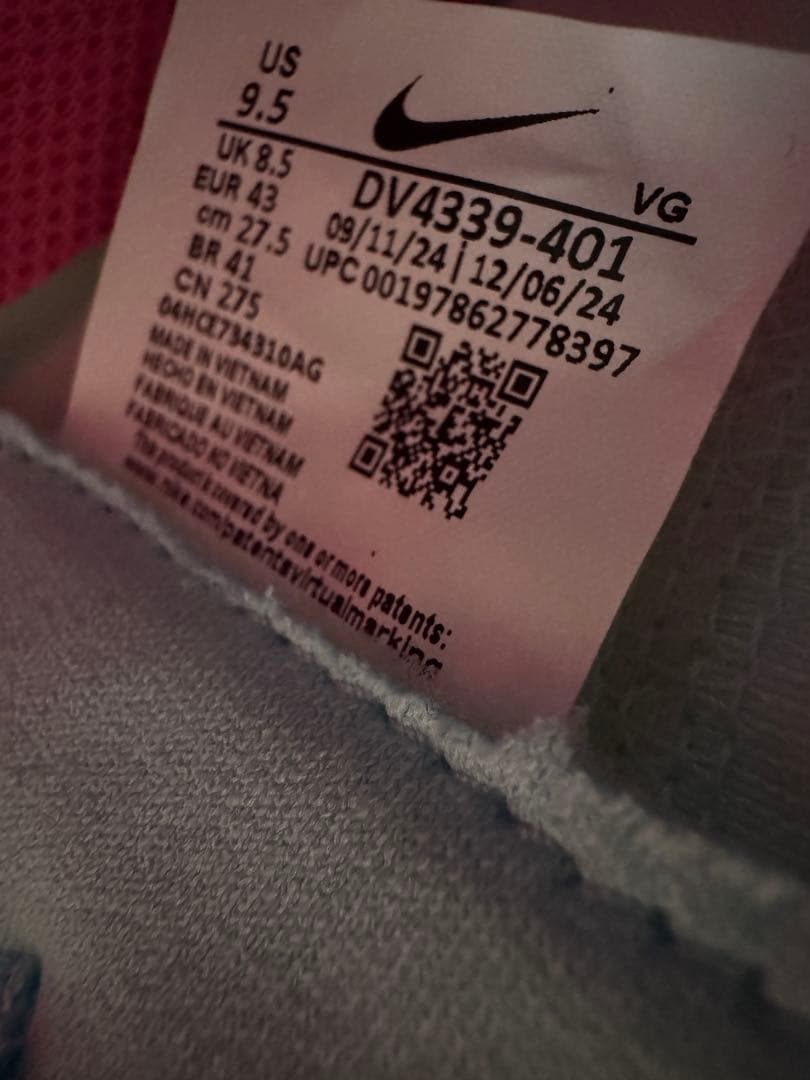 US
9.5
VG
UK 8.5
EUR 43
cm 27.5
BR 41
CN 275
DV4339-401
09/11/24 | 12/06/24
UPC 00197862778397
04HCE734310AG
MADE IN VIETNAM
HECHO EN VIETNAM
FABRIQUE AU VIETNAM
FABRICADO NO VIETNA
The product is covered by one or more patents:
www.nike.com/patentsvirtualmarking